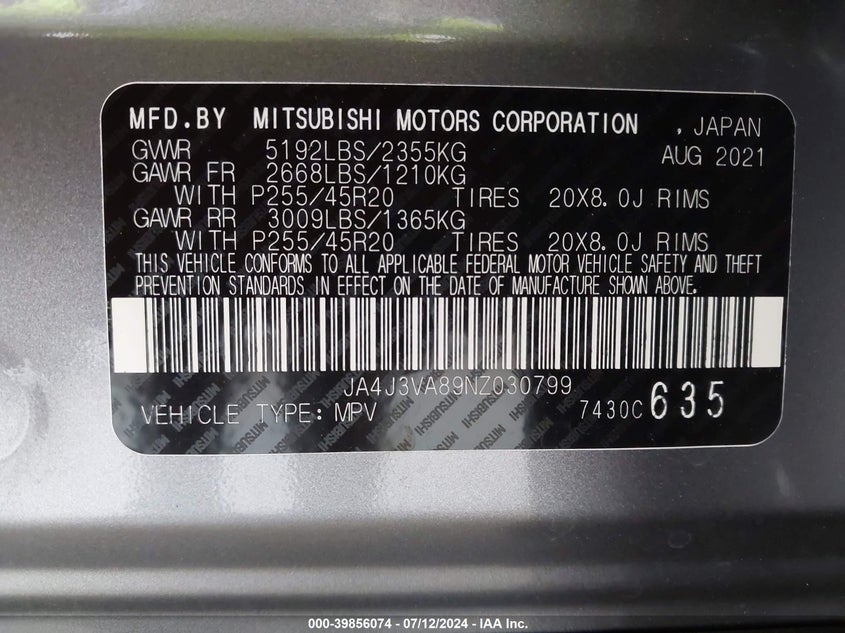 MFD.BY MITSUBISHI MOTORS CORPORATION , JAPAN
GVWR 5192LBS/2355KG AUG 2021
GAWR FR 2668LBS/1210KG
WITH P255/45R20 TIRES 20X8.0J RIMS
GAWR RR 3009LBS/1365KG
WITH P255/45R20 TIRES 20X8.0J RIMS
THIS VEHICLE CONFORMS TO ALL APPLICABLE FEDERAL MOTOR VEHICLE SAFETY AND THEFT
PREVENTION STANDARDS IN EFFECT ON THE DATE OF MANUFACTURE SHOWN ABOVE.
JA4J3VA89NZ030799
VEHICLE TYPE: MPV 7430C 635
000-39856074 - 07/12/2024 - IAA Inc.